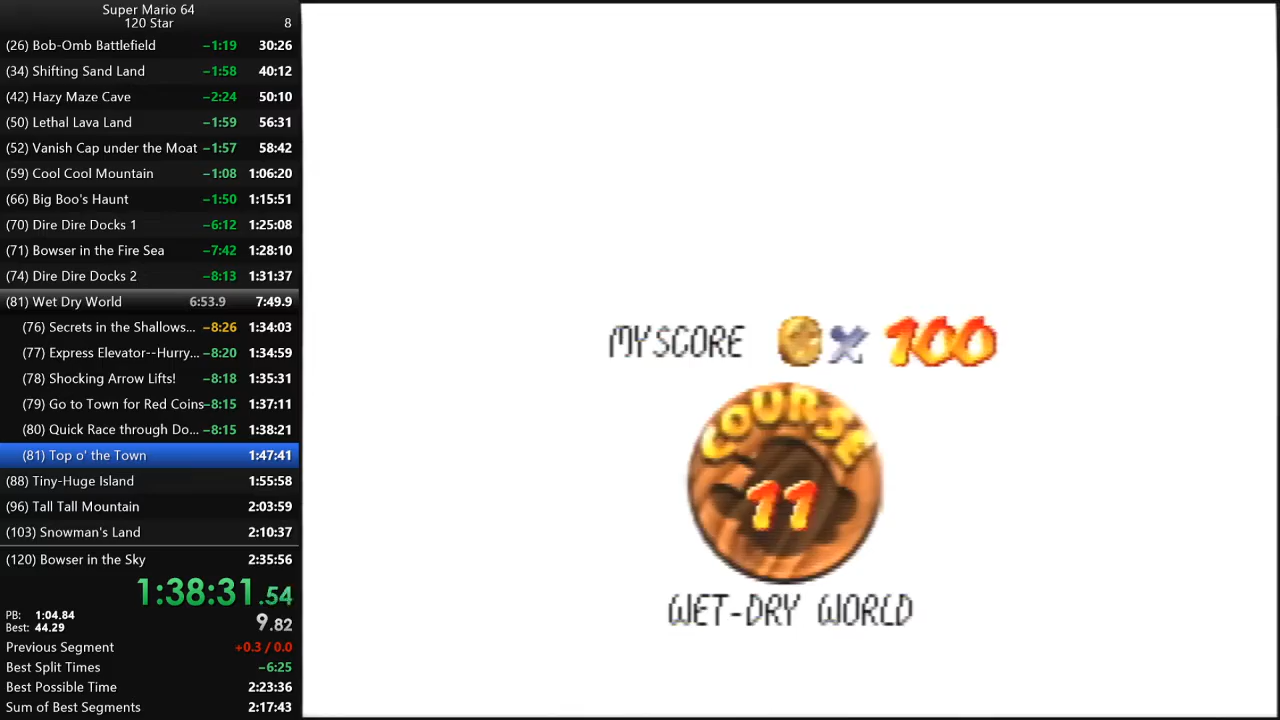 Super Mario 64
120 Star 8
(26) Bob-Omb Battlefield -1:19 30:26
(34) Shifting Sand Land -1:58 40:12
(42) Hazy Maze Cave -2:24 50:10
(50) Lethal Lava Land -1:59 56:31
(52) Vanish Cap under the Moat -1:57 58:42
(59) Cool Cool Mountain -1:08 1:06:20
(66) Big Boo's Haunt -1:50 1:15:51
(70) Dire Dire Docks 1 -6:12 1:25:08
(71) Bowser in the Fire Sea -7:42 1:28:10
(74) Dire Dire Docks 2 -8:13 1:31:37
(81) Wet Dry World 6:53.9 7:49.9
(76) Secrets in the Shallows... -8:26 1:34:03
(77) Express Elevator--Hurry... -8:20 1:34:59
(78) Shocking Arrow Lifts! -8:18 1:35:31
(79) Go to Town for Red Coins -8:15 1:37:11
(80) Quick Race through Do... -8:15 1:38:21
(81) Top o' the Town 1:47:41
(88) Tiny-Huge Island 1:55:58
(96) Tall Tall Mountain 2:03:59
(103) Snowman's Land 2:10:37
(120) Bowser in the Sky 2:35:56
1:38:31.54
PB: 1:04.84
Best: 44.29 9.82
Previous Segment +0.3 / 0.0
Best Split Times -6:25
Best Possible Time 2:23:36
Sum of Best Segments 2:17:43
MY SCORE × 100
COURSE
11
WET-DRY WORLD